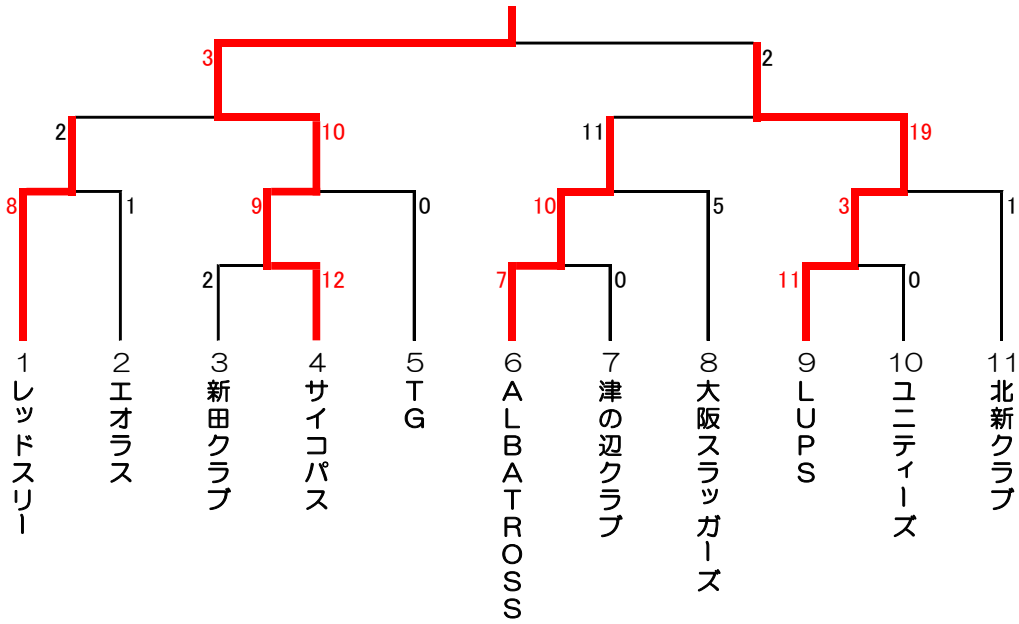 3
2
2
10
11
19
8
1
9
0
10
5
3
1
2
12
7
0
11
0
1
2
3
4
5
6
7
8
9
10
11
レッドスリー
エオラス
新田クラブ
サイコパス
TG
ALBATROSS
津の辺クラブ
大阪スラッガーズ
LUPS
ユニティーズ
北新クラブ